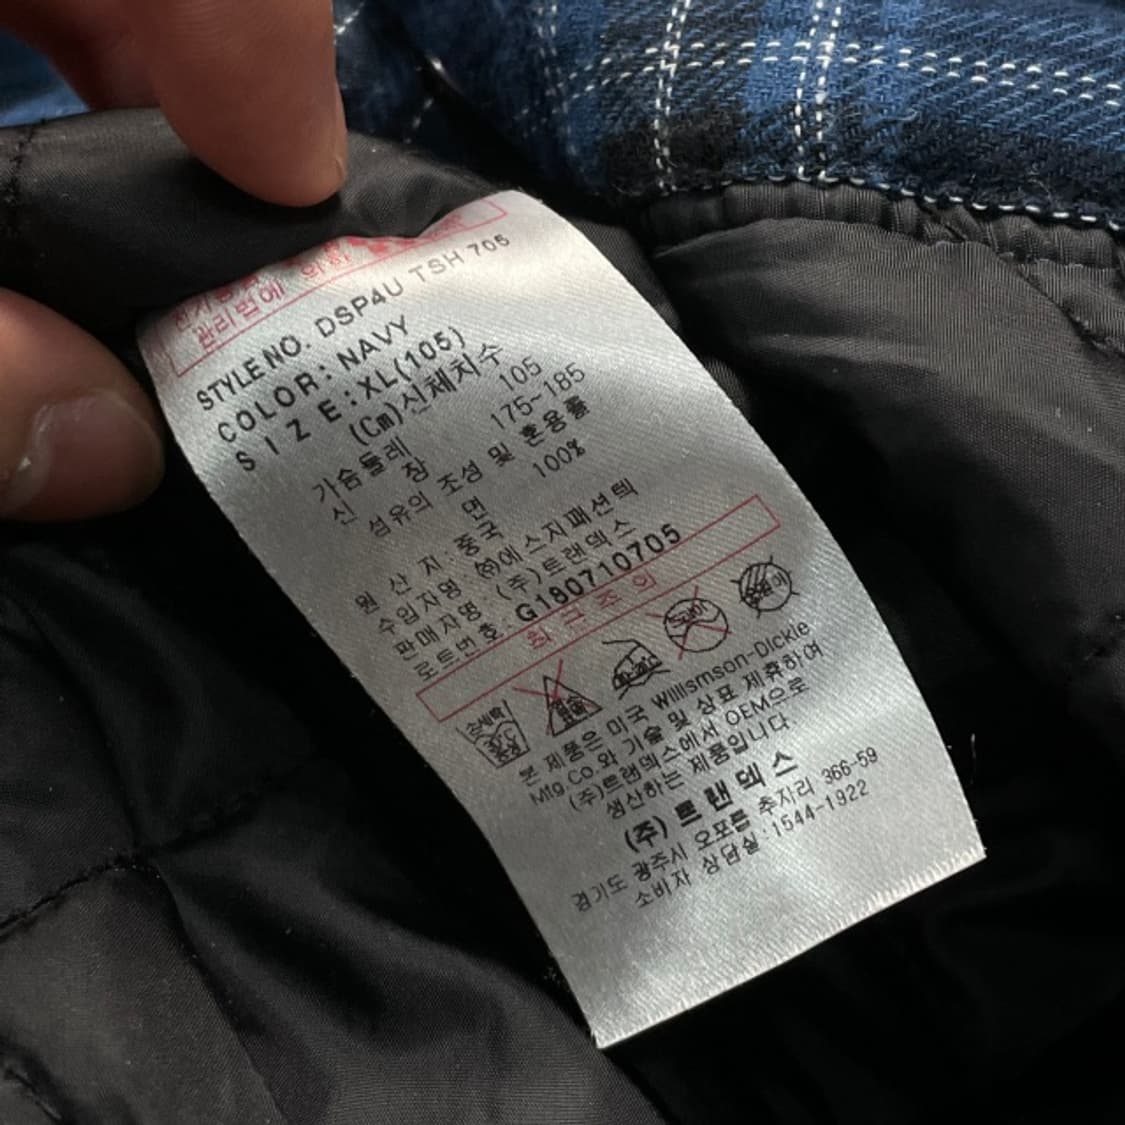 관리법에 의한
STYLE NO. DSP4U TSH 705
COLOR: NAVY
SIZE: XL(105)
(Cm)신체치수
가슴둘레 105
신 장 175~185
섬유의 조성 및 혼용률
면 100%
원 산 지: 중국
수입자명: ㈜에스지패션텍
판매자명: (주)트랜덱스
로트번호: G180710705
취급주의
손세탁
본 제품은 미국 Willsmson-Dickie
Mfg.Co.와 기술 및 상표 제휴하여
(주)트랜덱스에서 OEM으로
생산하는 제품입니다
(주)트랜덱스
경기도 광주시 오포읍 추자리 366-59
소비자 상담실:1544-1922